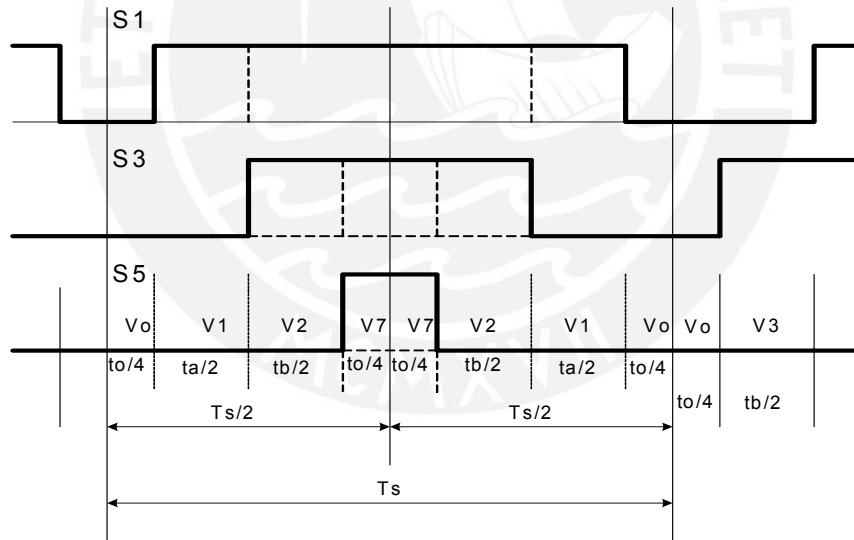 S1
S3
S5
Vo V1 V2 V7 V7 V2 V1 Vo Vo V3
to/4 ta/2 tb/2 to/4 to/4 tb/2 ta/2 to/4
to/4 tb/2
Ts/2 Ts/2
Ts